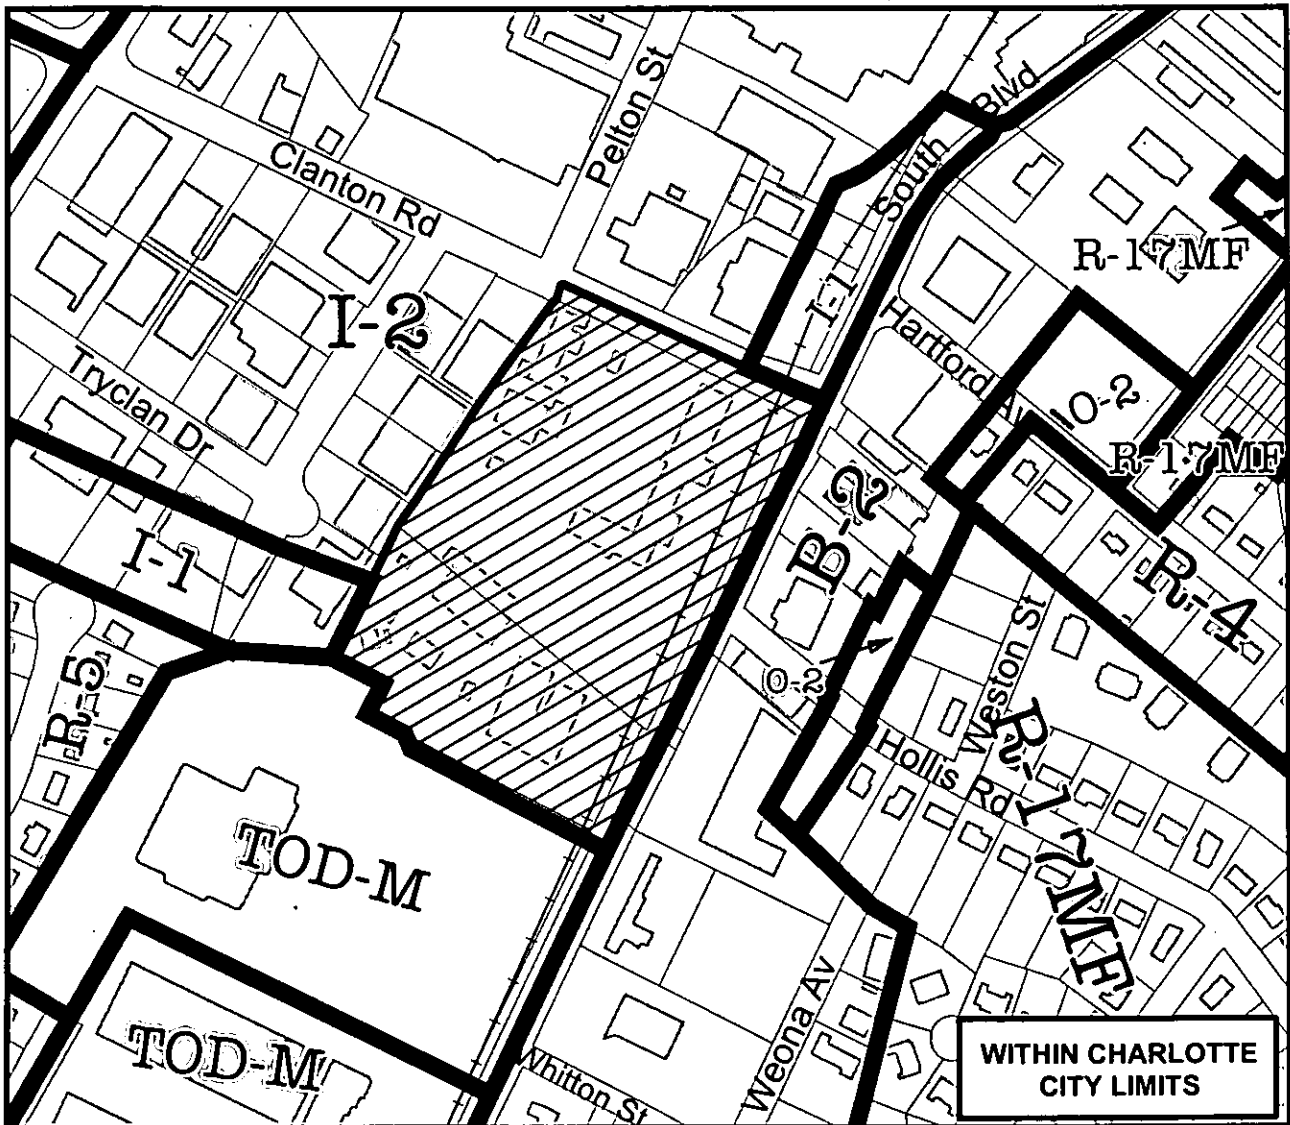 Pelton St
South Blvd
Clanton Rd
I-1
R-17MF
I-2
Hartford Av
O-2
Tryclan Dr
R-17MF
B-2
I-1
R-4
R-5
O-2
Weston St
R-17MF
Hollis Rd
TOD-M
Weona Av
TOD-M
Whitton St
WITHIN CHARLOTTE
CITY LIMITS